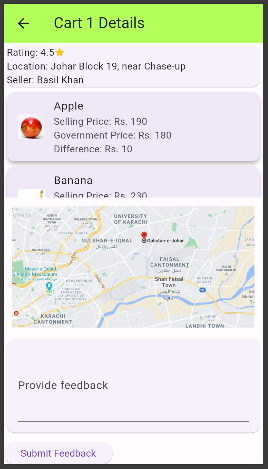 Cart 1 Details
Rating: 4.5⭐
Location: Johar Block 19, near Chase-up
Seller: Basil Khan
Apple
Selling Price: Rs. 190
Government Price: Rs. 180
Difference: Rs. 10
Banana
Selling Price: Rs. 230
UNIVERSITY
OF KARACHI
GULSHAN-E-IQBAL
Gulistan-e-Johar
FAISAL
CANTONMENT
Shah Faisal
Town
MALIR
CANTONMENT
KARACHI
CANTONMENT
LANDHI TOWN
Provide feedback
Submit Feedback